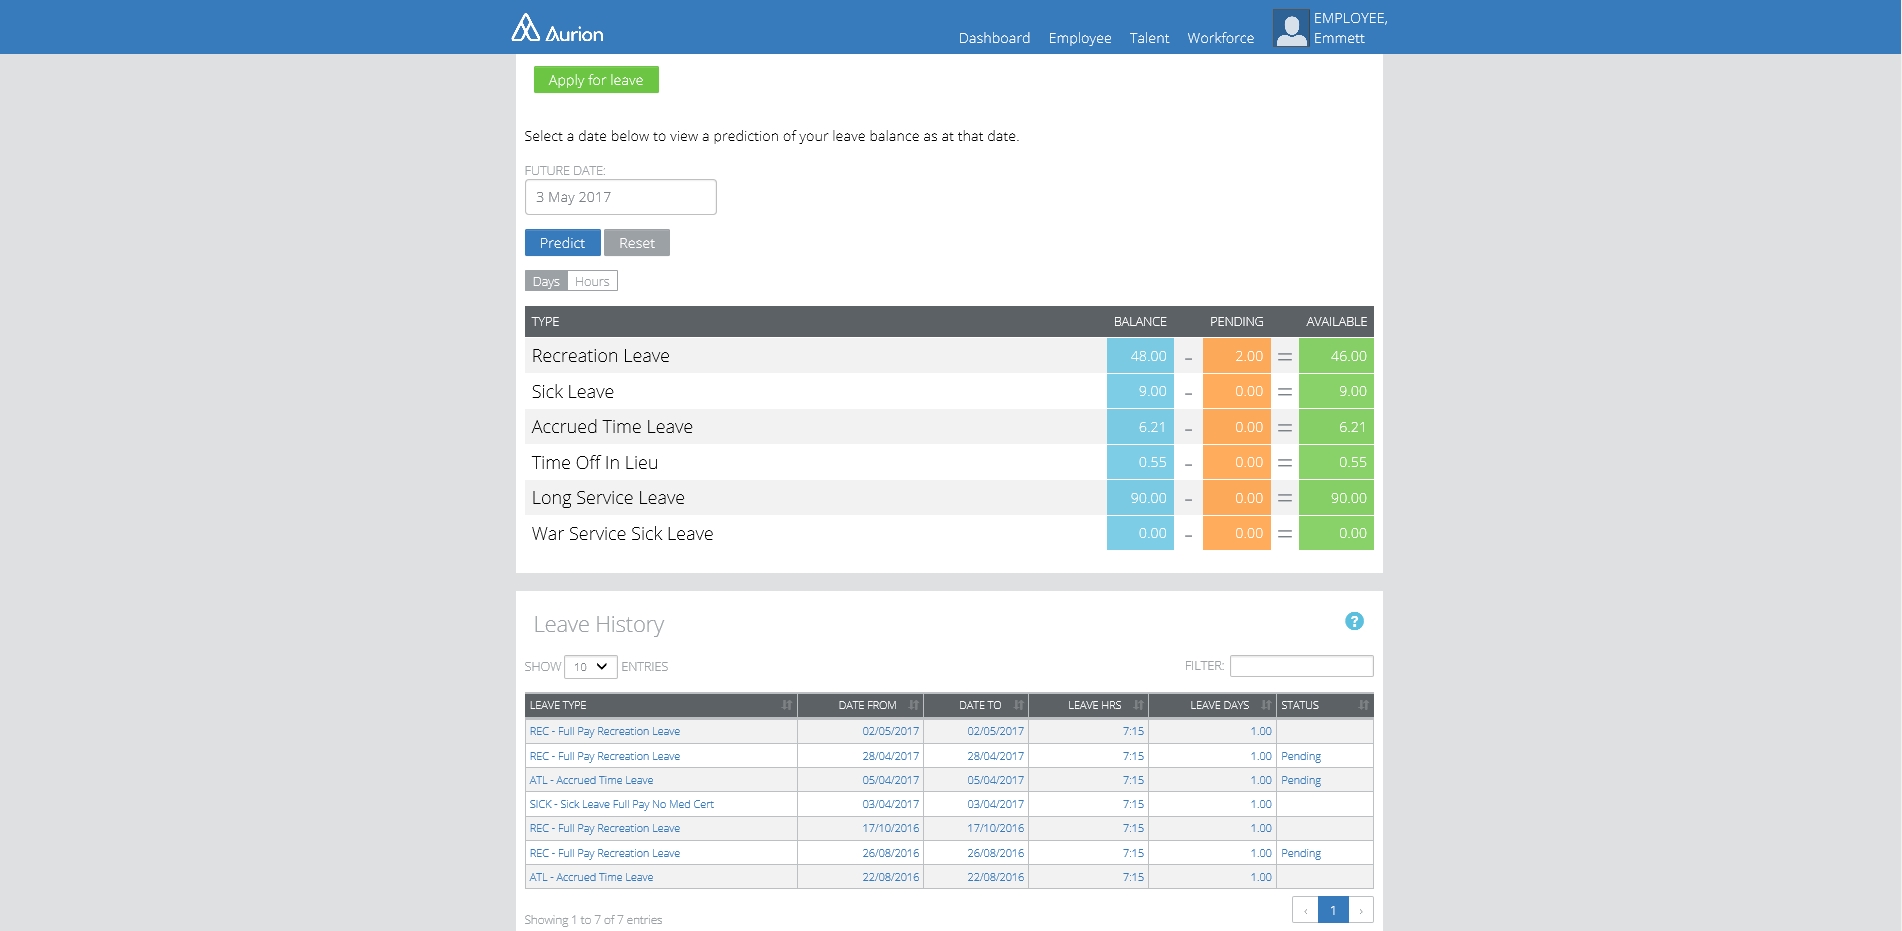 Aurion
Dashboard Employee Talent Workforce EMPLOYEE, Emmett
Apply for leave
Select a date below to view a prediction of your leave balance as at that date.
FUTURE DATE:
3 May 2017
Predict Reset
Days Hours
TYPE BALANCE PENDING AVAILABLE
Recreation Leave 48.00 - 2.00 = 46.00
Sick Leave 9.00 - 0.00 = 9.00
Accrued Time Leave 6.21 - 0.00 = 6.21
Time Off In Lieu 0.55 - 0.00 = 0.55
Long Service Leave 90.00 - 0.00 = 90.00
War Service Sick Leave 0.00 - 0.00 = 0.00
Leave History ?
SHOW 10 ENTRIES FILTER:
LEAVE TYPE DATE FROM DATE TO LEAVE HRS LEAVE DAYS STATUS
REC - Full Pay Recreation Leave 02/05/2017 02/05/2017 7:15 1.00
REC - Full Pay Recreation Leave 28/04/2017 28/04/2017 7:15 1.00 Pending
ATL - Accrued Time Leave 05/04/2017 05/04/2017 7:15 1.00 Pending
SICK - Sick Leave Full Pay No Med Cert 03/04/2017 03/04/2017 7:15 1.00
REC - Full Pay Recreation Leave 17/10/2016 17/10/2016 7:15 1.00
REC - Full Pay Recreation Leave 26/08/2016 26/08/2016 7:15 1.00 Pending
ATL - Accrued Time Leave 22/08/2016 22/08/2016 7:15 1.00
Showing 1 to 7 of 7 entries ‹ 1 ›